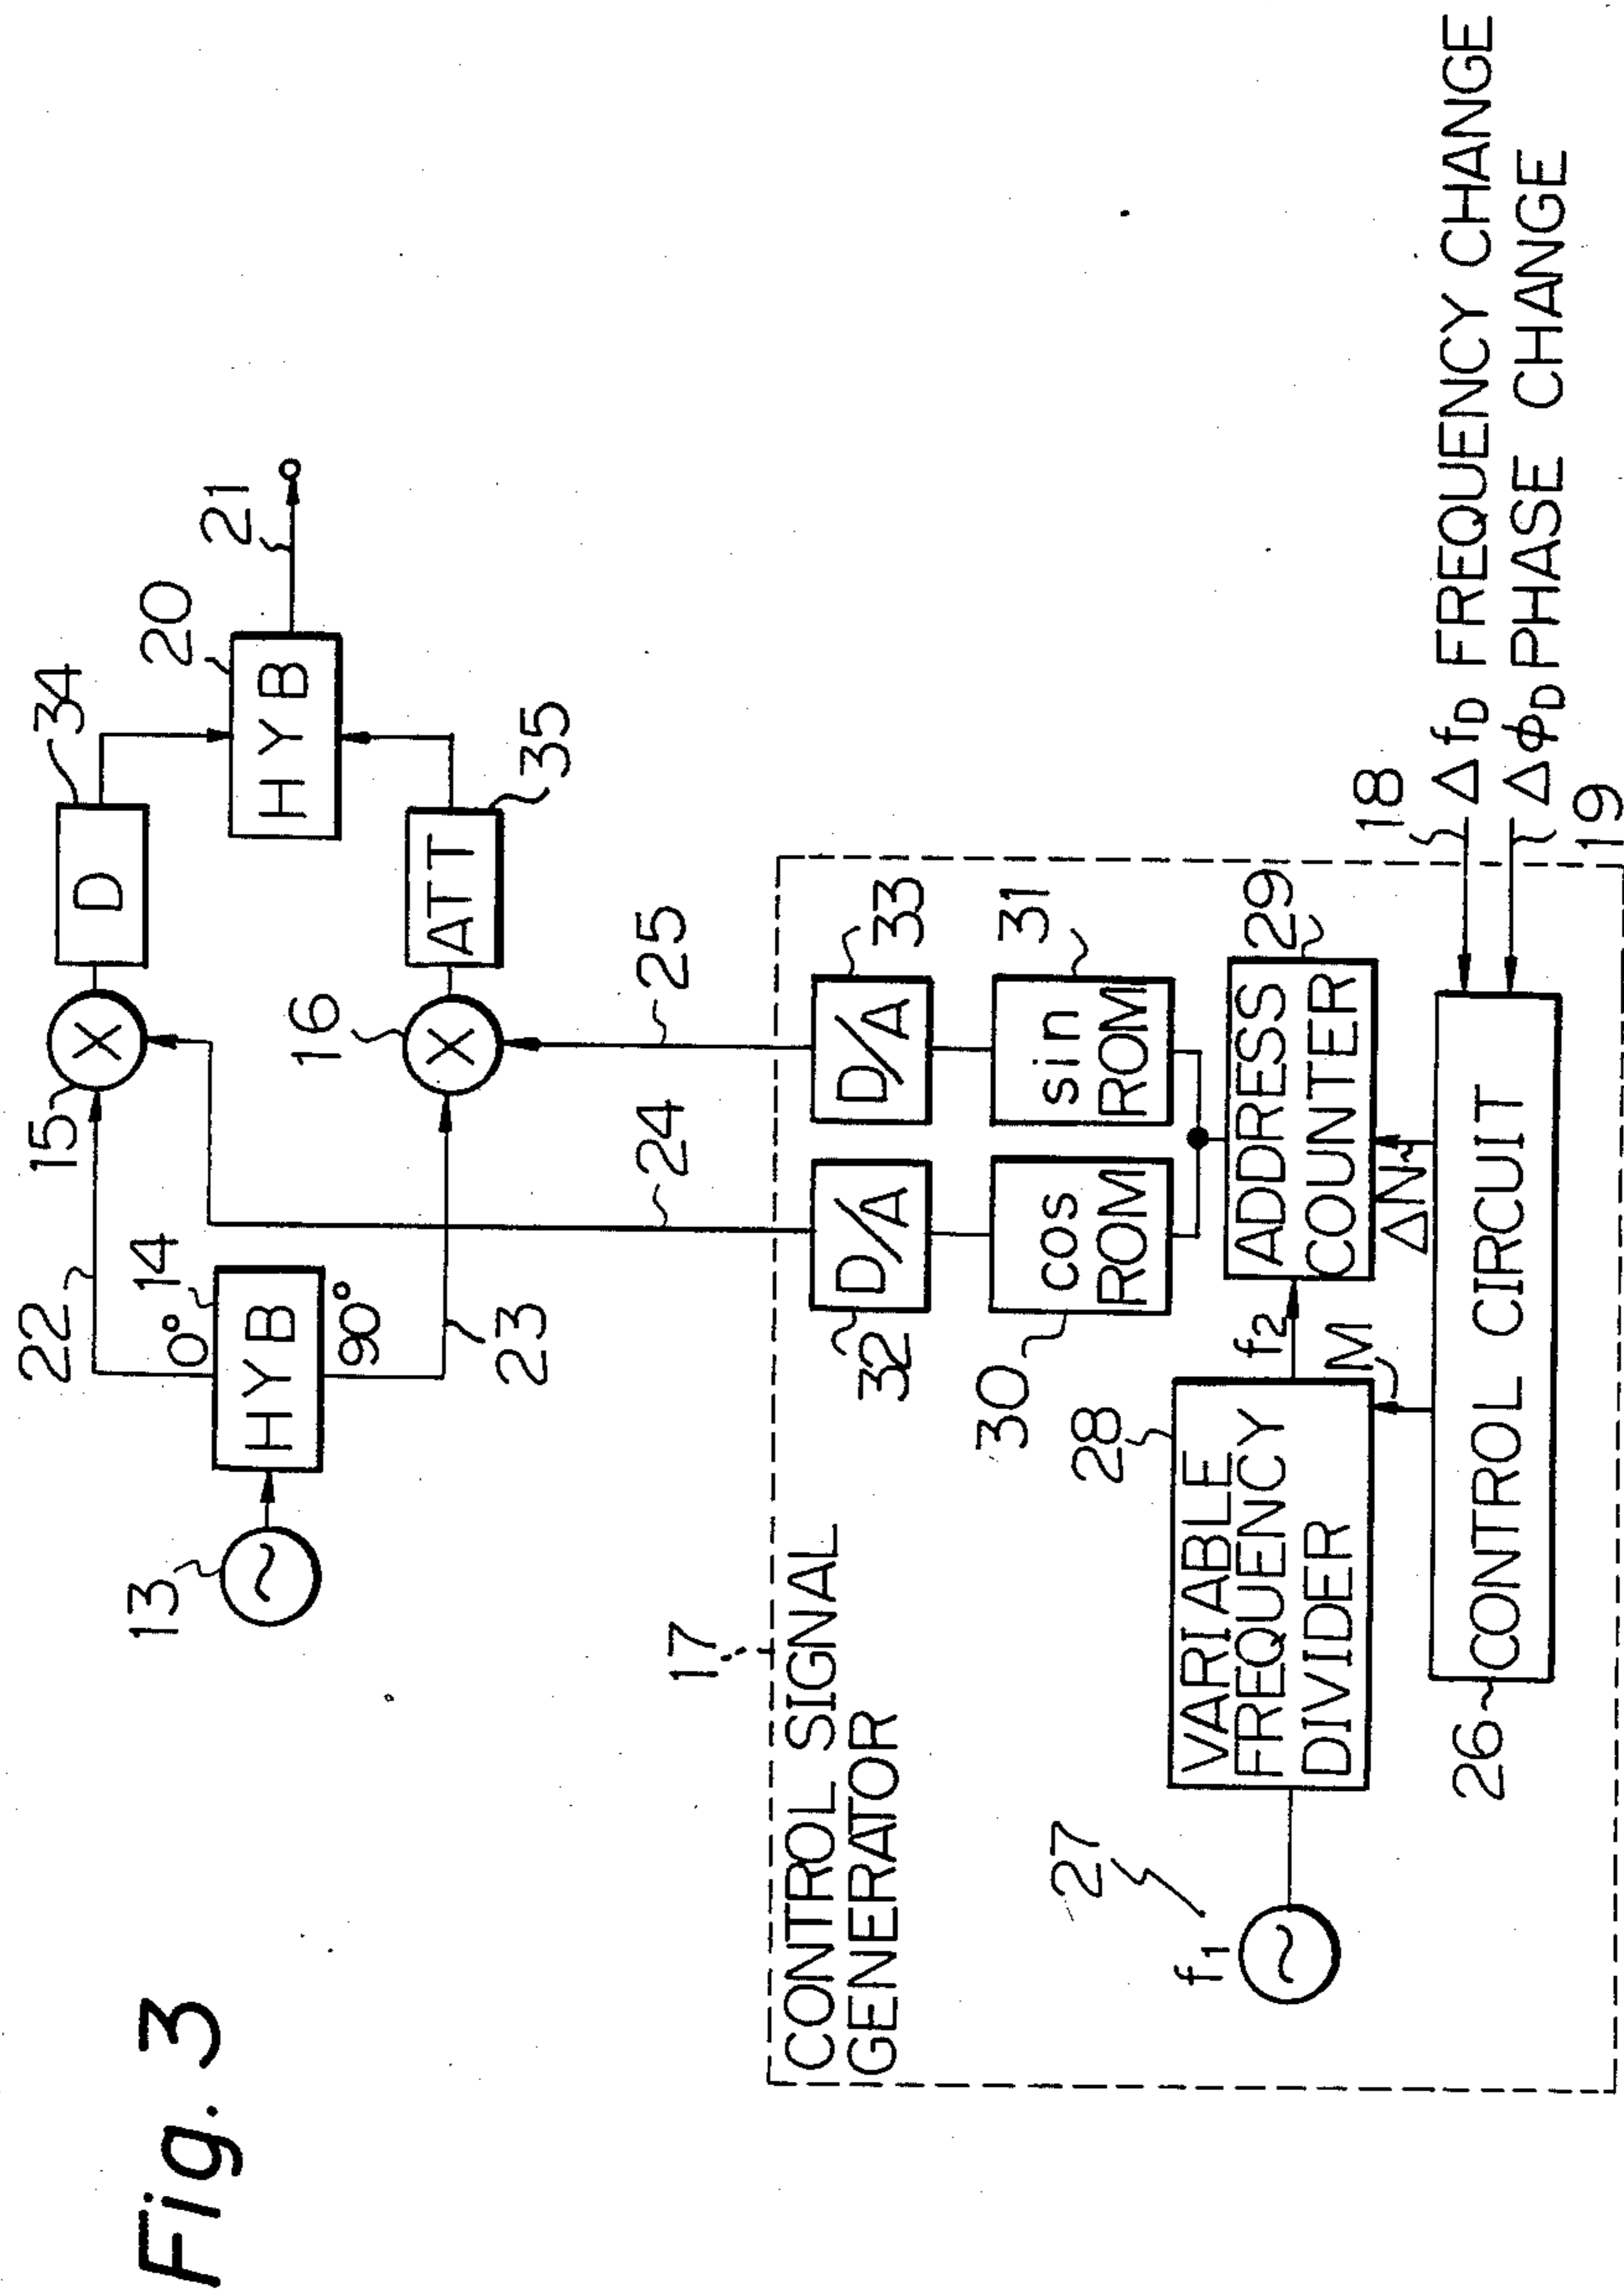 Fig. 3
13
14
HYB
0°
90°
22
23
15
X
16
X
34
D
35
ATT
20
HYB
21
24
25
17
CONTROL SIGNAL
GENERATOR
32
D/A
33
D/A
30
cos
ROM
31
sin
ROM
27
f1
28
VARIABLE
FREQUENCY
DIVIDER
f2
29
ADDRESS
COUNTER
M
ΔN
26
CONTROL CIRCUIT
18
ΔfD FREQUENCY CHANGE
ΔϕD PHASE CHANGE
19